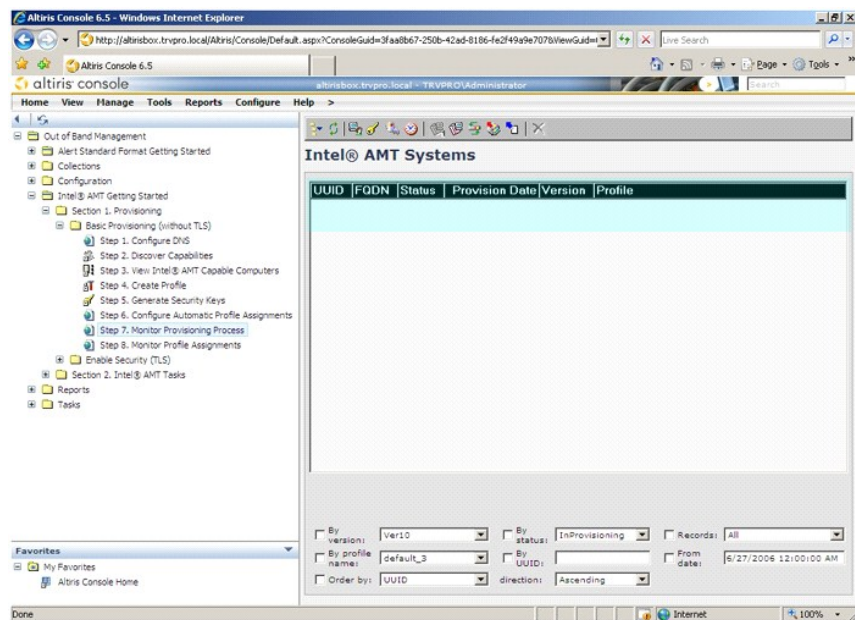 Altiris Console 6.5 - Windows Internet Explorer
http://altirisbox.trvpro.local/Altiris/Console/Default.aspx?ConsoleGuid=3faa8b67-250b-42ad-8186-fe2f49a9e707&ViewGuid=
Live Search
Altiris Console 6.5
Page
Tools
altiris console
altirisbox.trvpro.local - TRVPRO\Administrator
Search
Home View Manage Tools Reports Configure Help >
Out of Band Management
Alert Standard Format Getting Started
Collections
Configuration
Intel® AMT Getting Started
Section 1. Provisioning
Basic Provisioning (without TLS)
Step 1. Configure DNS
Step 2. Discover Capabilities
Step 3. View Intel® AMT Capable Computers
Step 4. Create Profile
Step 5. Generate Security Keys
Step 6. Configure Automatic Profile Assignments
Step 7. Monitor Provisioning Process
Step 8. Monitor Profile Assignments
Enable Security (TLS)
Section 2. Intel® AMT Tasks
Reports
Tasks
Favorites
My Favorites
Altiris Console Home
Intel® AMT Systems
UUID FQDN Status Provision Date Version Profile
By version: Ver10 By status: InProvisioning Records: All
By profile name: default_3 By UUID: From date: 6/27/2006 12:00:00 AM
Order by: UUID direction: Ascending
Done
Internet
100%